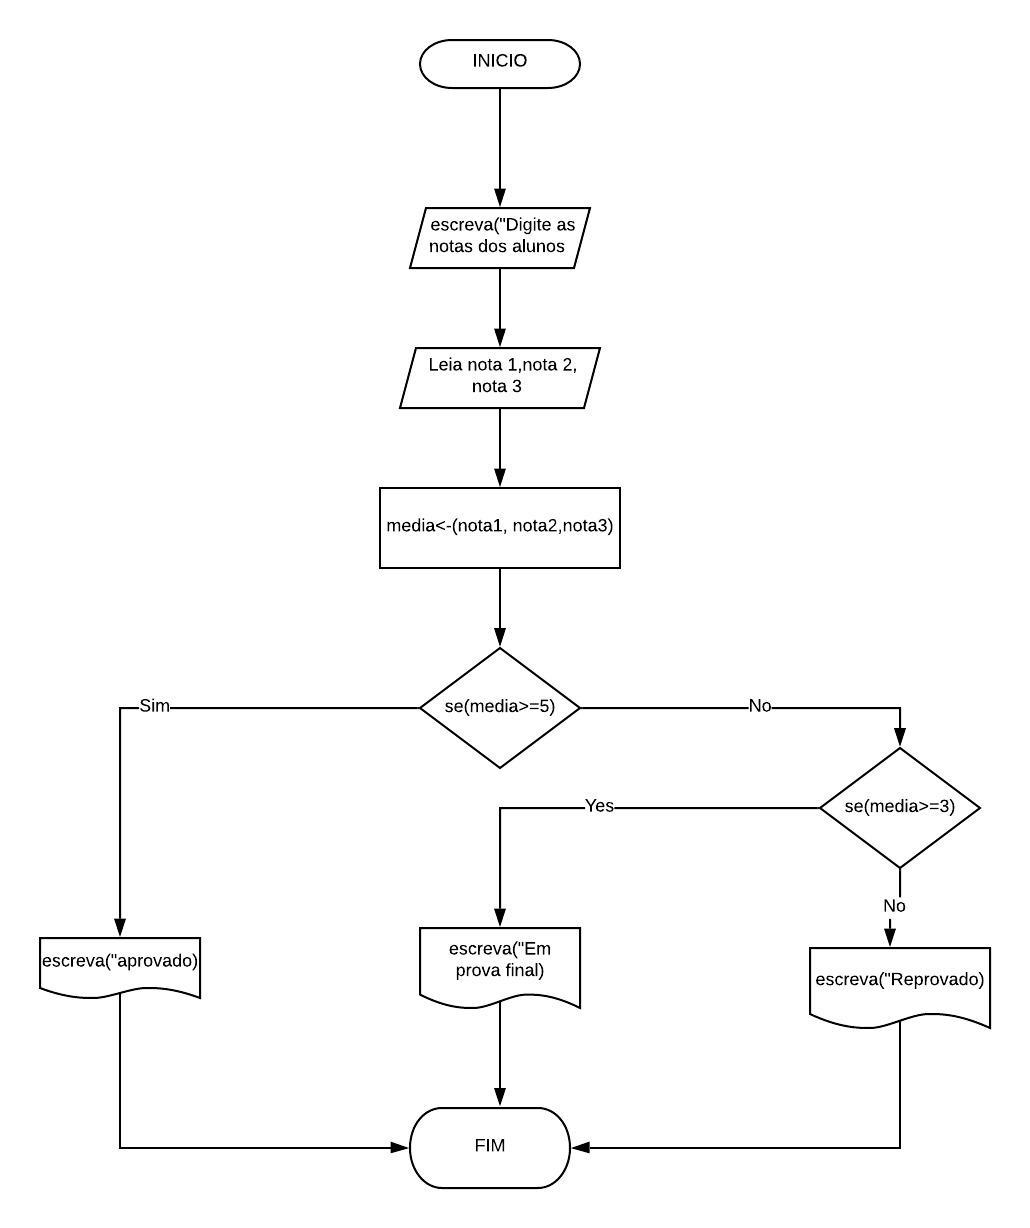 INICIO
escreva("Digite as
notas dos alunos
Leia nota 1,nota 2,
nota 3
media<-(nota1, nota2,nota3)
se(media>=5)
Sim
No
se(media>=3)
Yes
No
escreva("aprovado)
escreva("Em
prova final)
escreva("Reprovado)
FIM